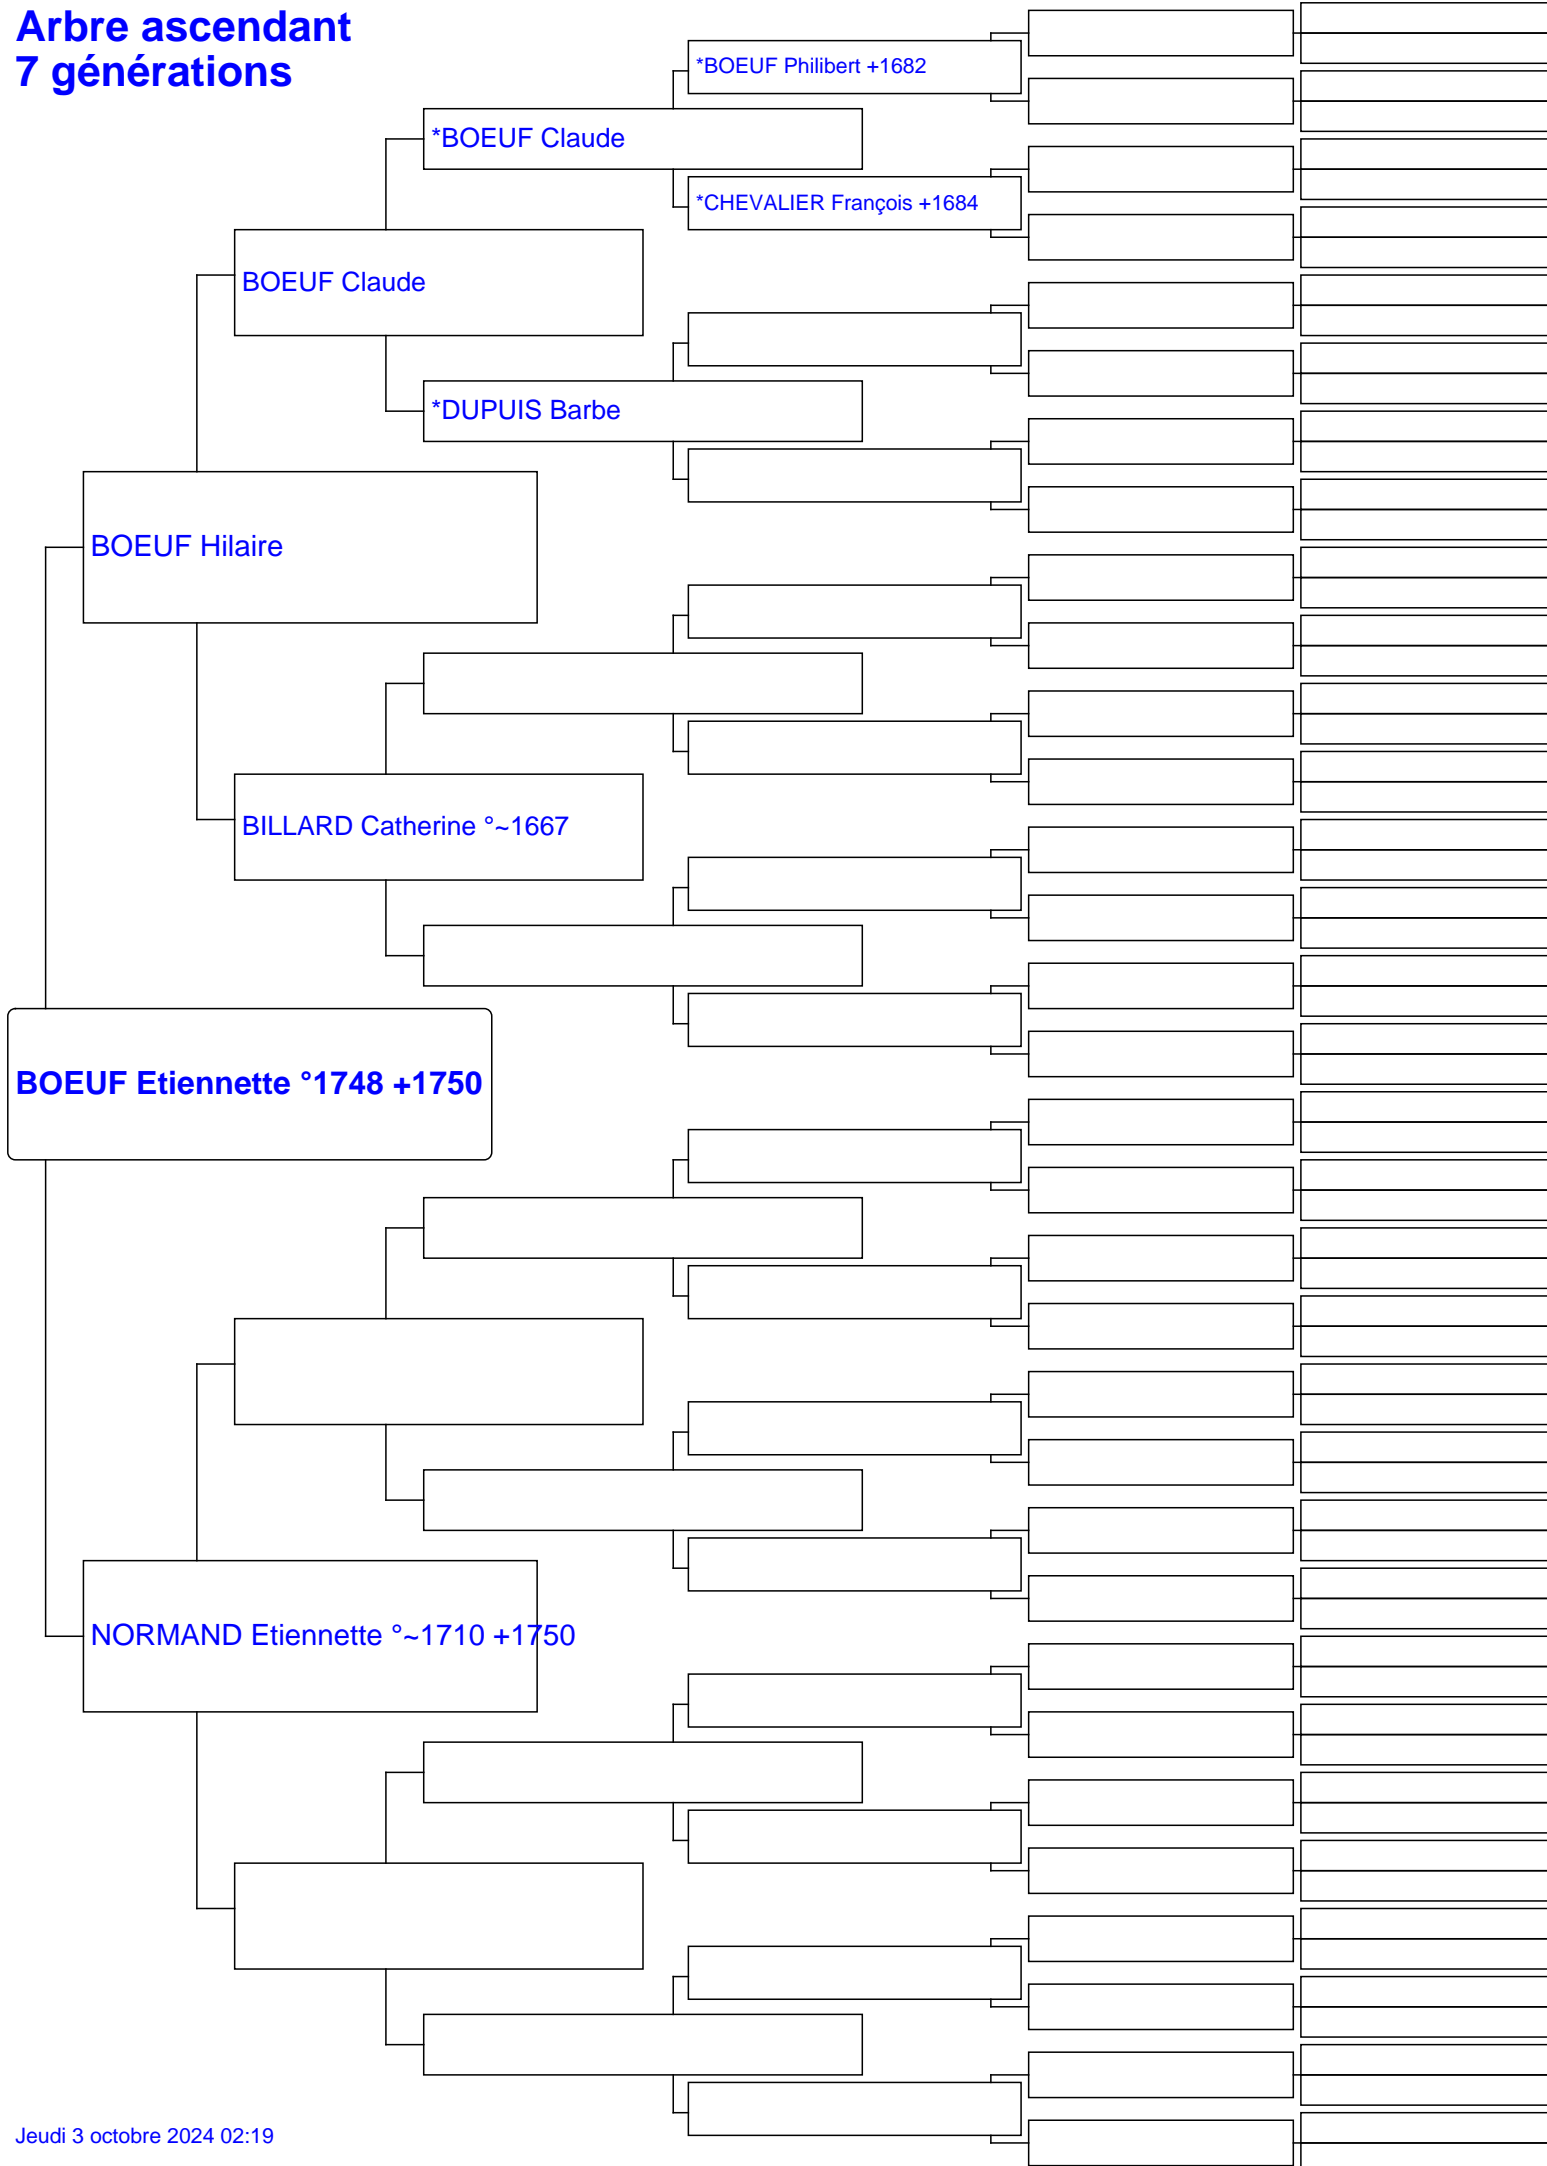 Arbre ascendant
7 générations
*BOEUF Philibert +1682
*BOEUF Claude
*CHEVALIER François +1684
BOEUF Claude
*DUPUIS Barbe
BOEUF Hilaire
BILLARD Catherine °~1667
BOEUF Etiennette °1748 +1750
NORMAND Etiennette °~1710 +1750
Jeudi 3 octobre 2024 02:19